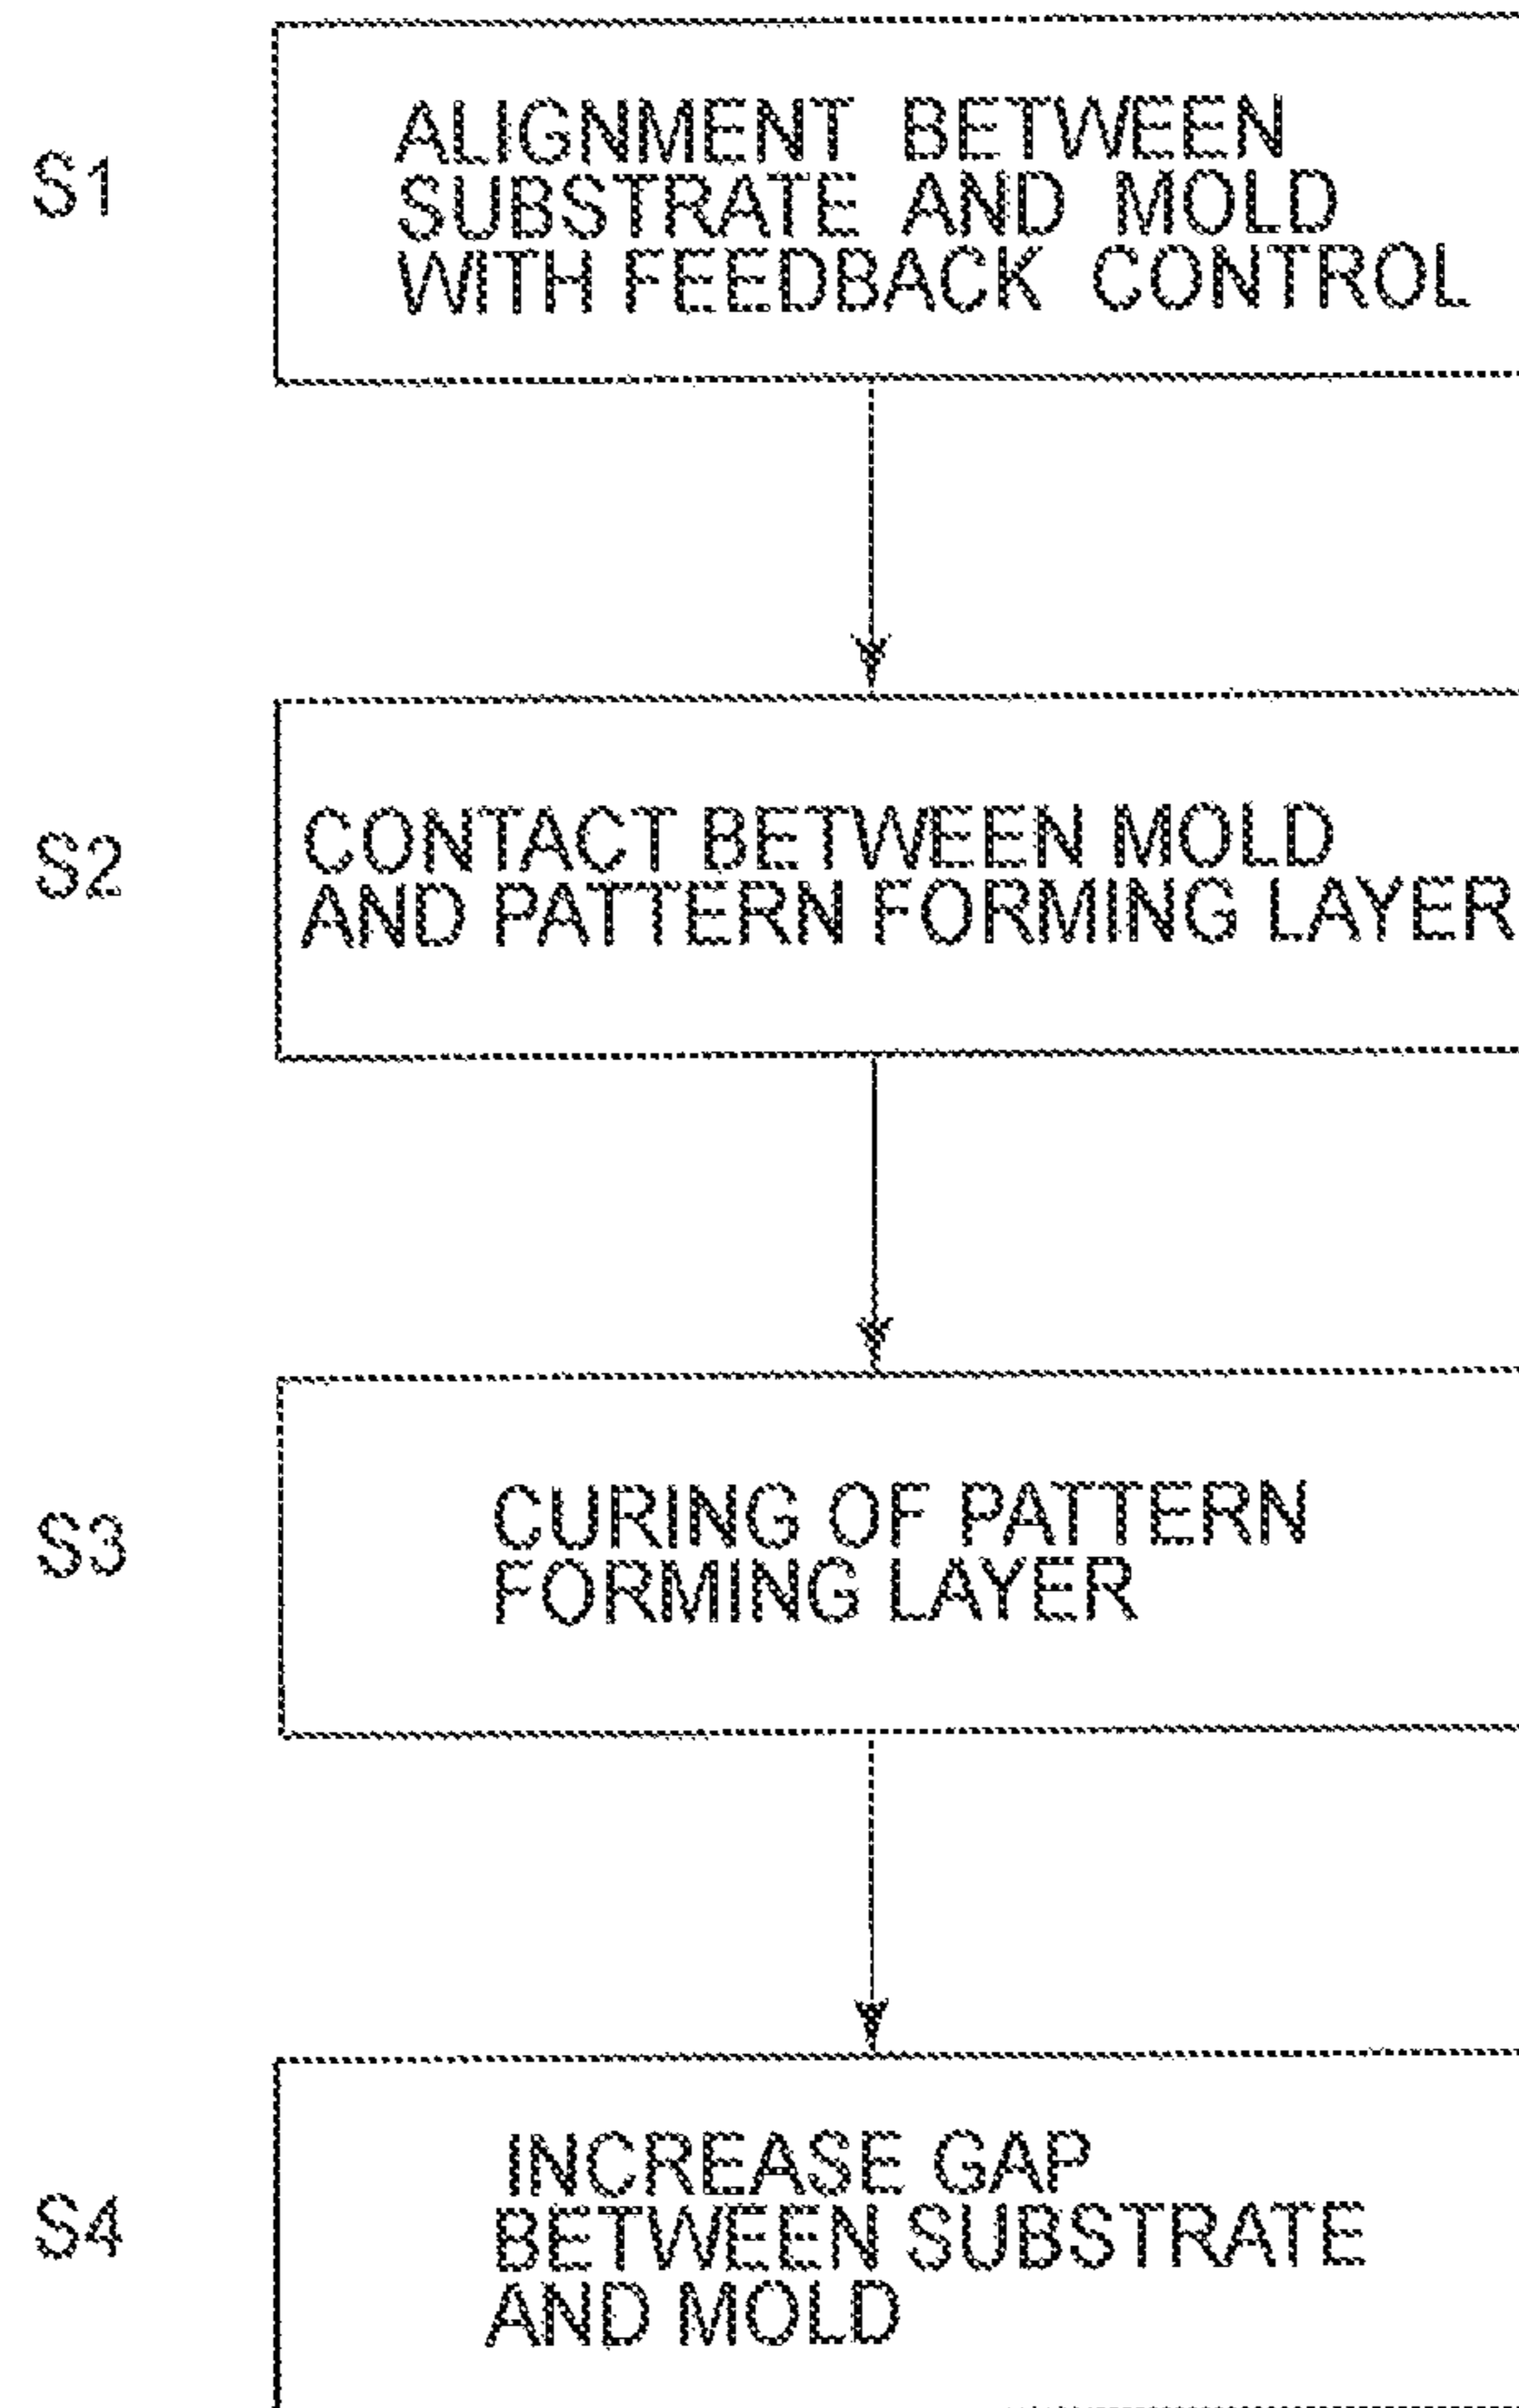 S1
ALIGNMENT BETWEEN
SUBSTRATE AND MOLD
WITH FEEDBACK CONTROL
S2
CONTACT BETWEEN MOLD
AND PATTERN FORMING LAYER
S3
CURING OF PATTERN
FORMING LAYER
S4
INCREASE GAP
BETWEEN SUBSTRATE
AND MOLD